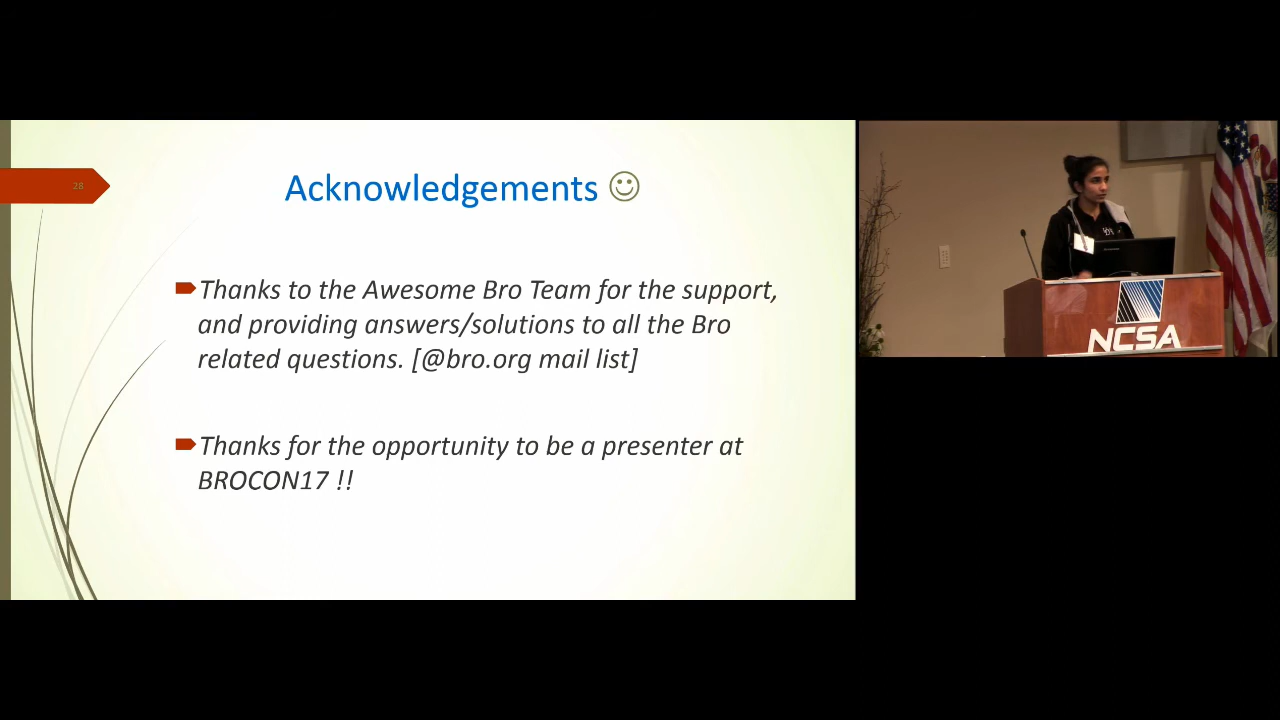 28
Acknowledgements
Thanks to the Awesome Bro Team for the support,
and providing answers/solutions to all the Bro
related questions. [@bro.org mail list]
Thanks for the opportunity to be a presenter at
BROCON17 !!
NCSA